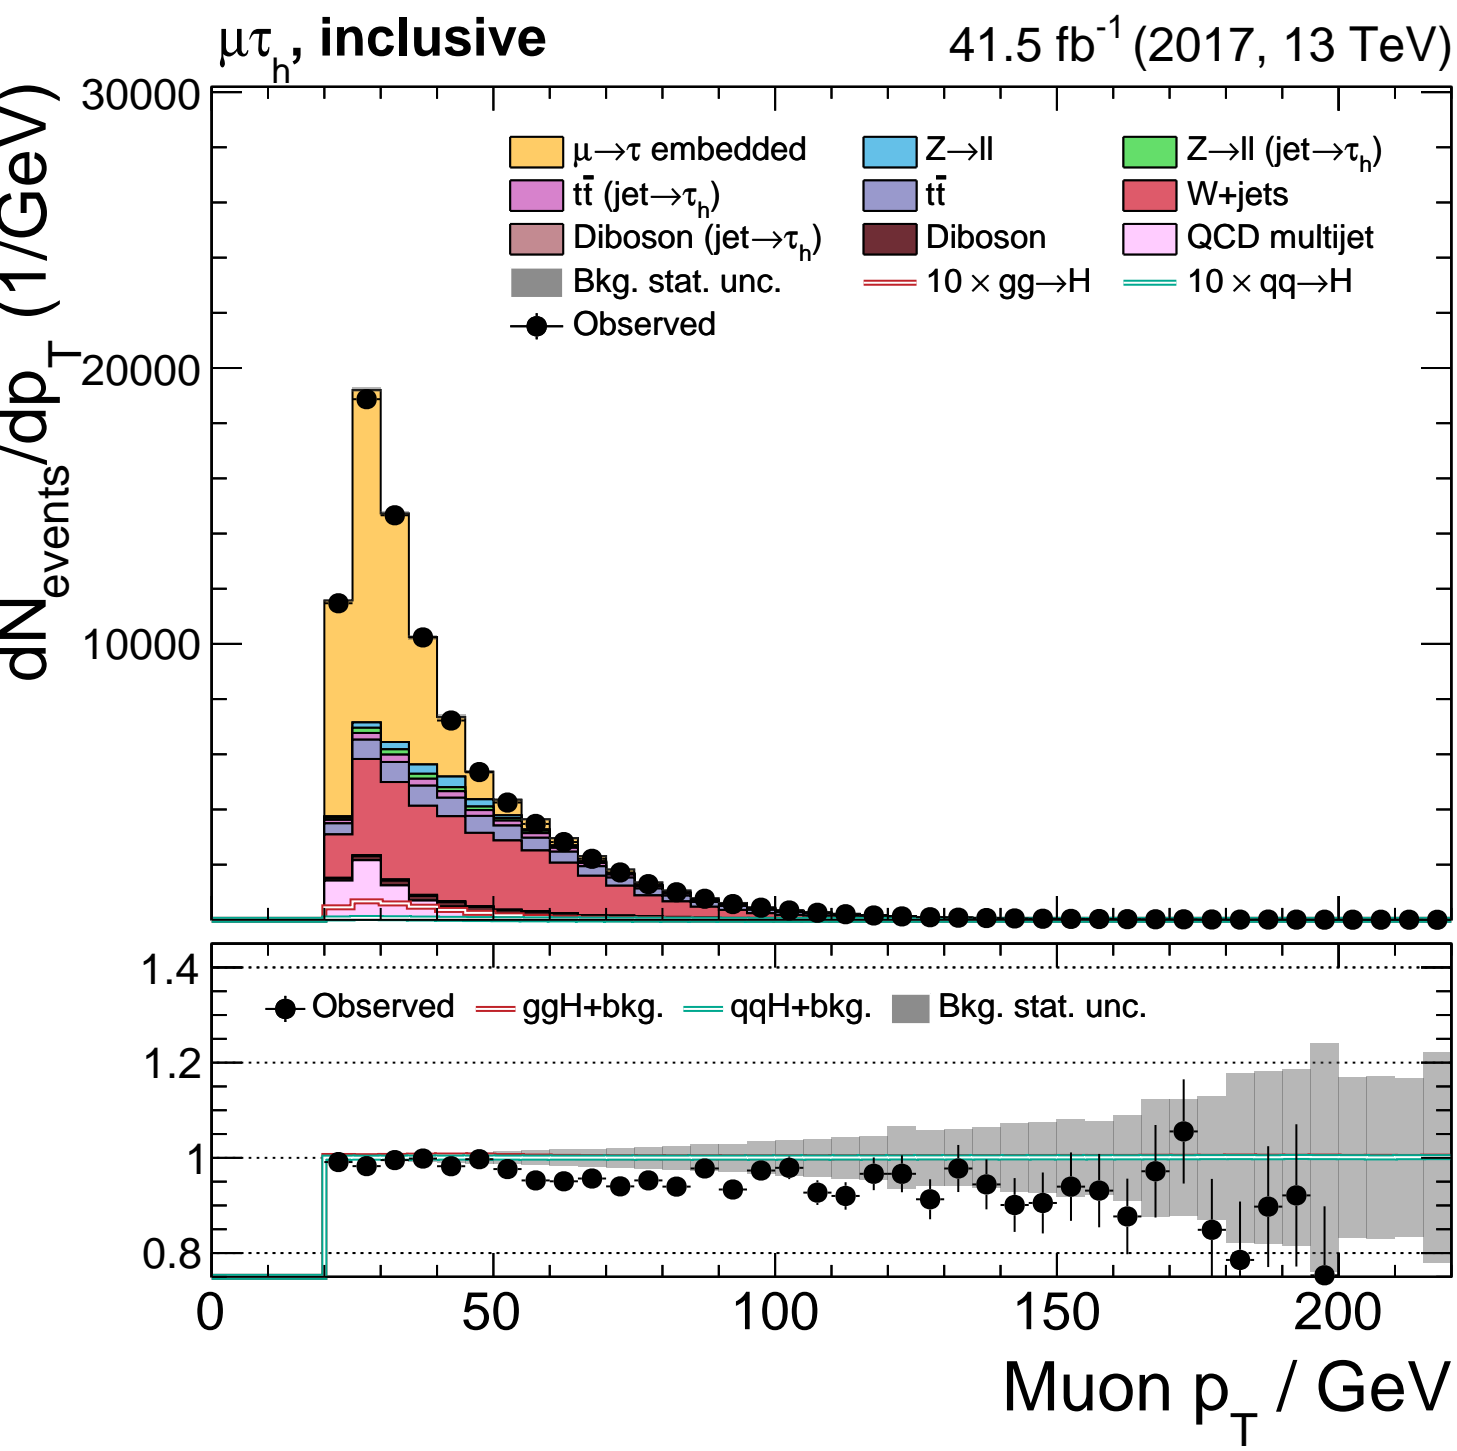 μτh, inclusive
41.5 fb-1 (2017, 13 TeV)
dNevents/dpT (1/GeV)
30000
20000
10000
μ→τ embedded
Z→ll
Z→ll (jet→τh)
tt̄ (jet→τh)
tt̄
W+jets
Diboson (jet→τh)
Diboson
QCD multijet
Bkg. stat. unc.
10 × gg→H
10 × qq→H
Observed
1.4
1.2
1
0.8
Observed
ggH+bkg.
qqH+bkg.
Bkg. stat. unc.
0
50
100
150
200
Muon pT / GeV